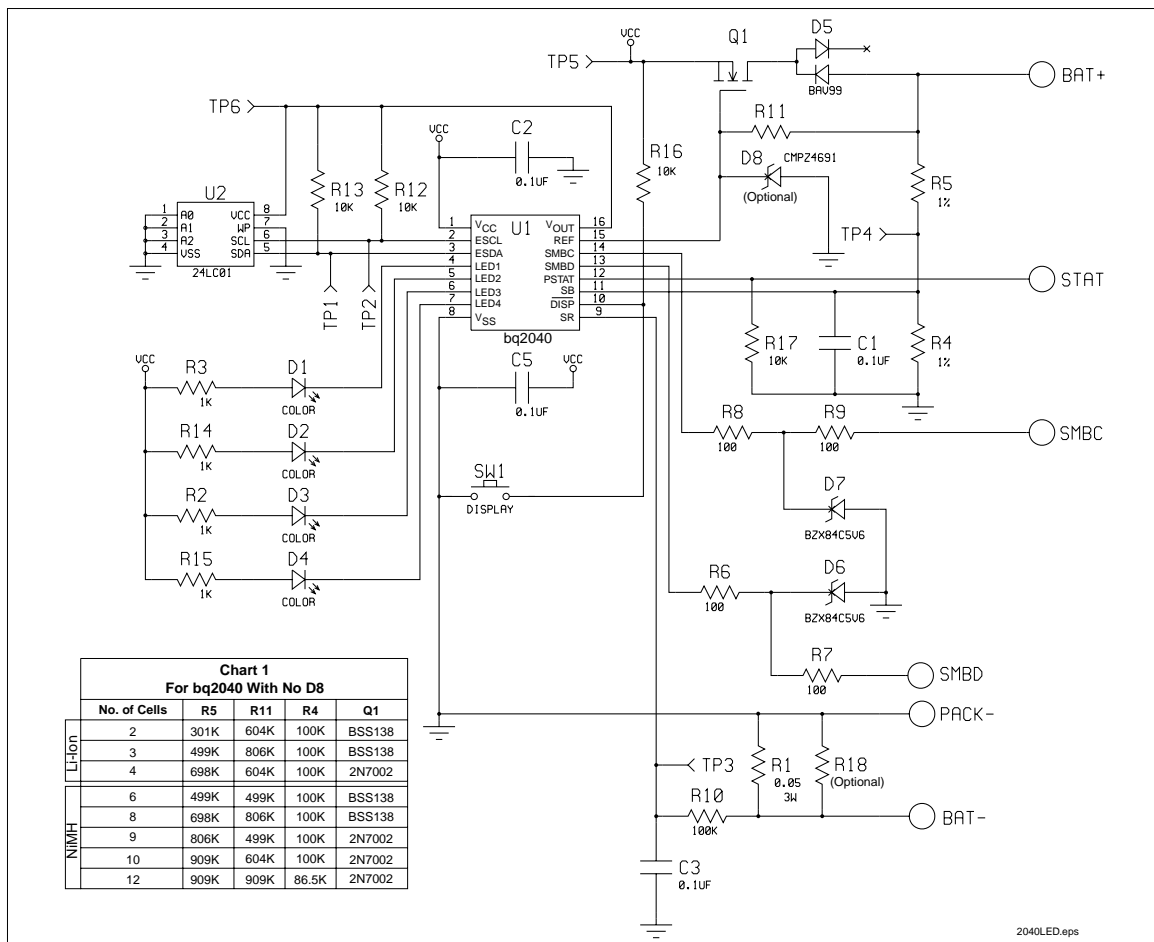 VCC
Q1
D5
TP5
BAT+
BAV99
TP6
R11
VCC
C2
0.1UF
R16
10K
D8
CMPZ4691
(Optional)
R5
1%
U2
R13
10K
R12
10K
1 A0 VCC 8
2 A1 WP 7
3 A2 SCL 6
4 VSS SDA 5
24LC01
U1
1 VCC VOUT 16
2 ESCL REF 15
3 ESDA SMBC 14
4 LED1 SMBD 13
5 LED2 PSTAT 12
6 LED3 SB 11
7 LED4 DISP 10
8 VSS SR 9
bq2040
TP4
STAT
TP1
TP2
R17
10K
C1
0.1UF
R4
1%
VCC
R3
1K
D1
COLOR
C5
0.1UF
VCC
R14
1K
D2
COLOR
R8
100
R9
100
SMBC
SW1
DISPLAY
R2
1K
D3
COLOR
D7
BZX84C5V6
R15
1K
D4
COLOR
R6
100
D6
BZX84C5V6
R7
100
SMBD
PACK-
TP3
R1
0.05
3W
R18
(Optional)
R10
100K
BAT-
C3
0.1UF
Chart 1
For bq2040 With No D8
No. of Cells R5 R11 R4 Q1
Li-Ion
2 301K 604K 100K BSS138
3 499K 806K 100K BSS138
4 698K 604K 100K 2N7002
NiMH
6 499K 499K 100K BSS138
8 698K 806K 100K BSS138
9 806K 499K 100K 2N7002
10 909K 604K 100K 2N7002
12 909K 909K 86.5K 2N7002
2040LED.eps